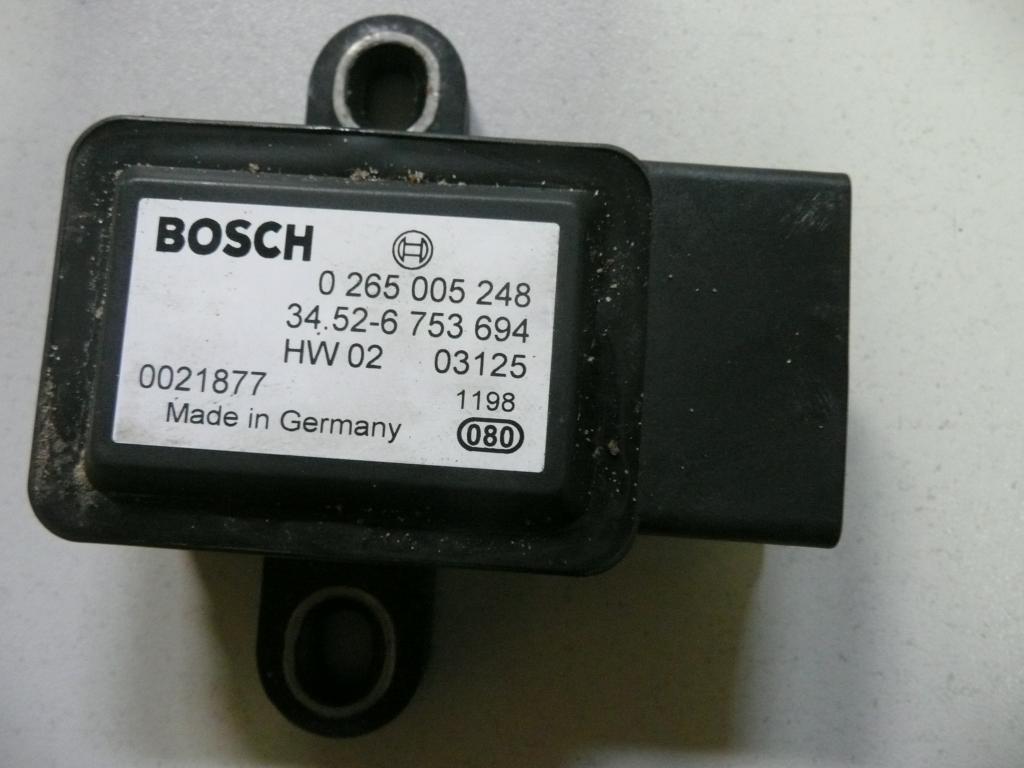 BOSCH
0 265 005 248
34.52-6 753 694
HW 02 03125
0021877 1198
Made in Germany 080